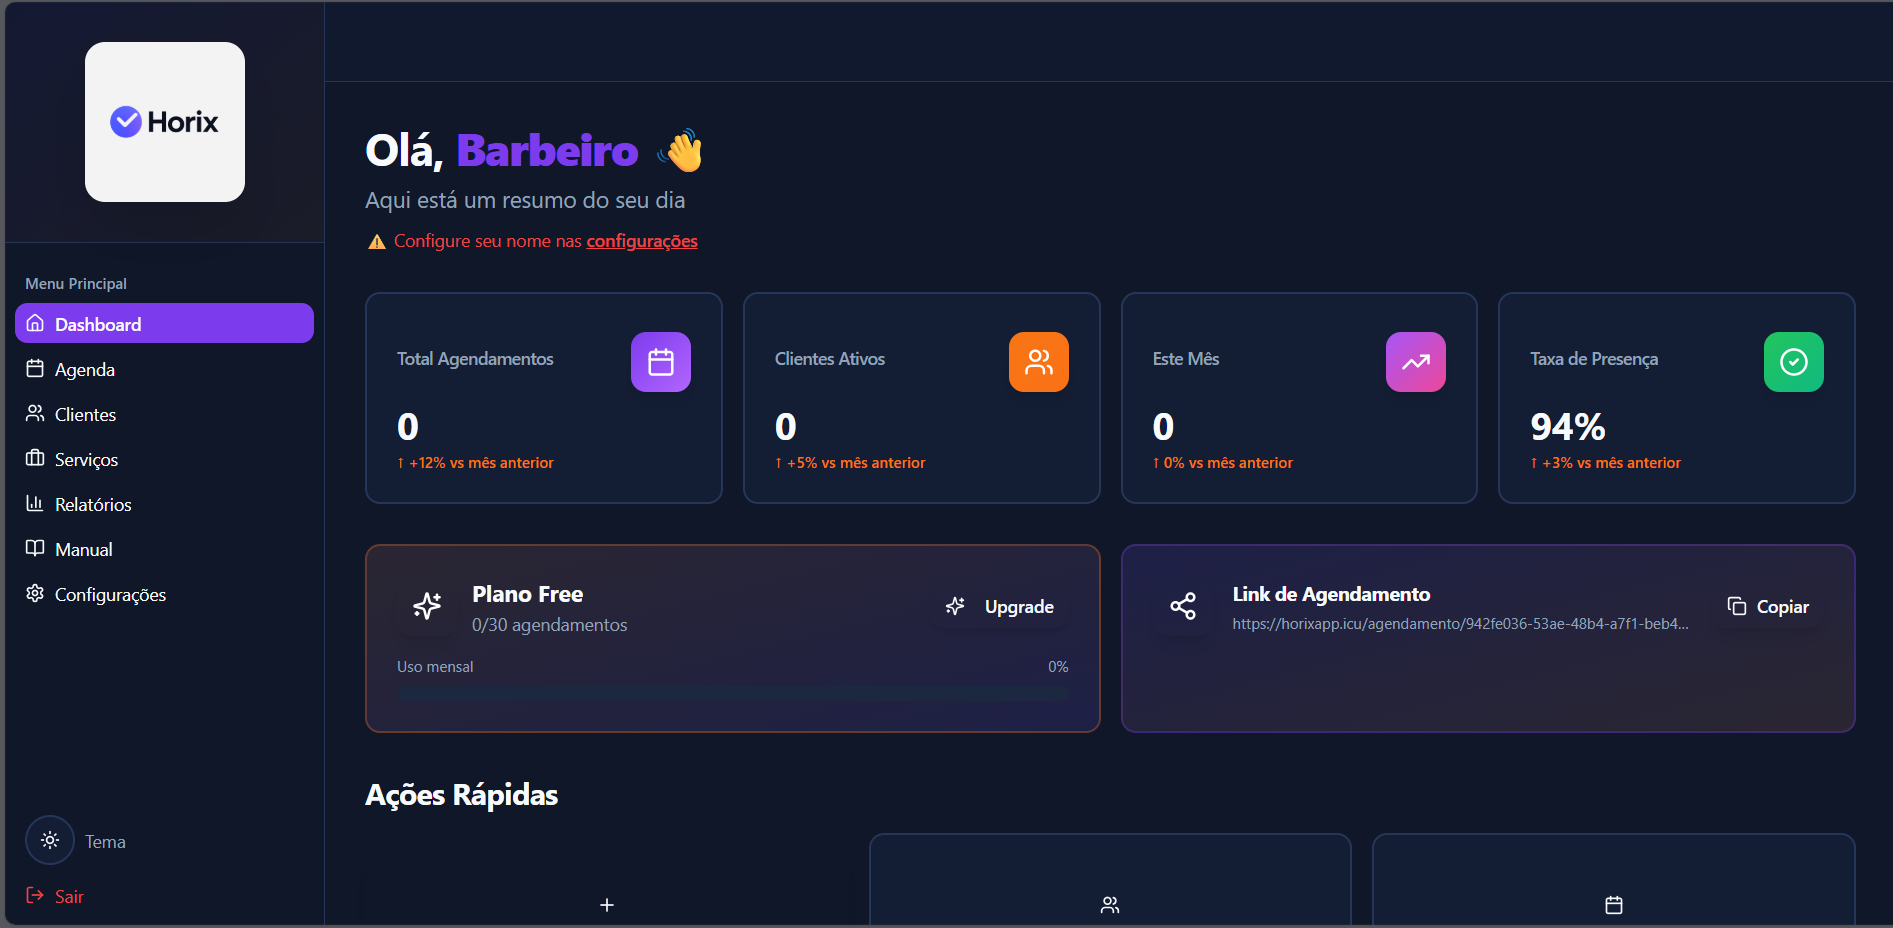 Horix
Menu Principal
Dashboard
Agenda
Clientes
Serviços
Relatórios
Manual
Configurações
Tema
Sair
Olá, Barbeiro 👋
Aqui está um resumo do seu dia
⚠️ Configure seu nome nas configurações
Total Agendamentos
0
↑ +12% vs mês anterior
Clientes Ativos
0
↑ +5% vs mês anterior
Este Mês
0
↑ 0% vs mês anterior
Taxa de Presença
94%
↑ +3% vs mês anterior
Plano Free
0/30 agendamentos
Upgrade
Uso mensal 0%
Link de Agendamento
https://horixapp.icu/agendamento/942fe036-53ae-48b4-a7f1-beb4...
Copiar
Ações Rápidas